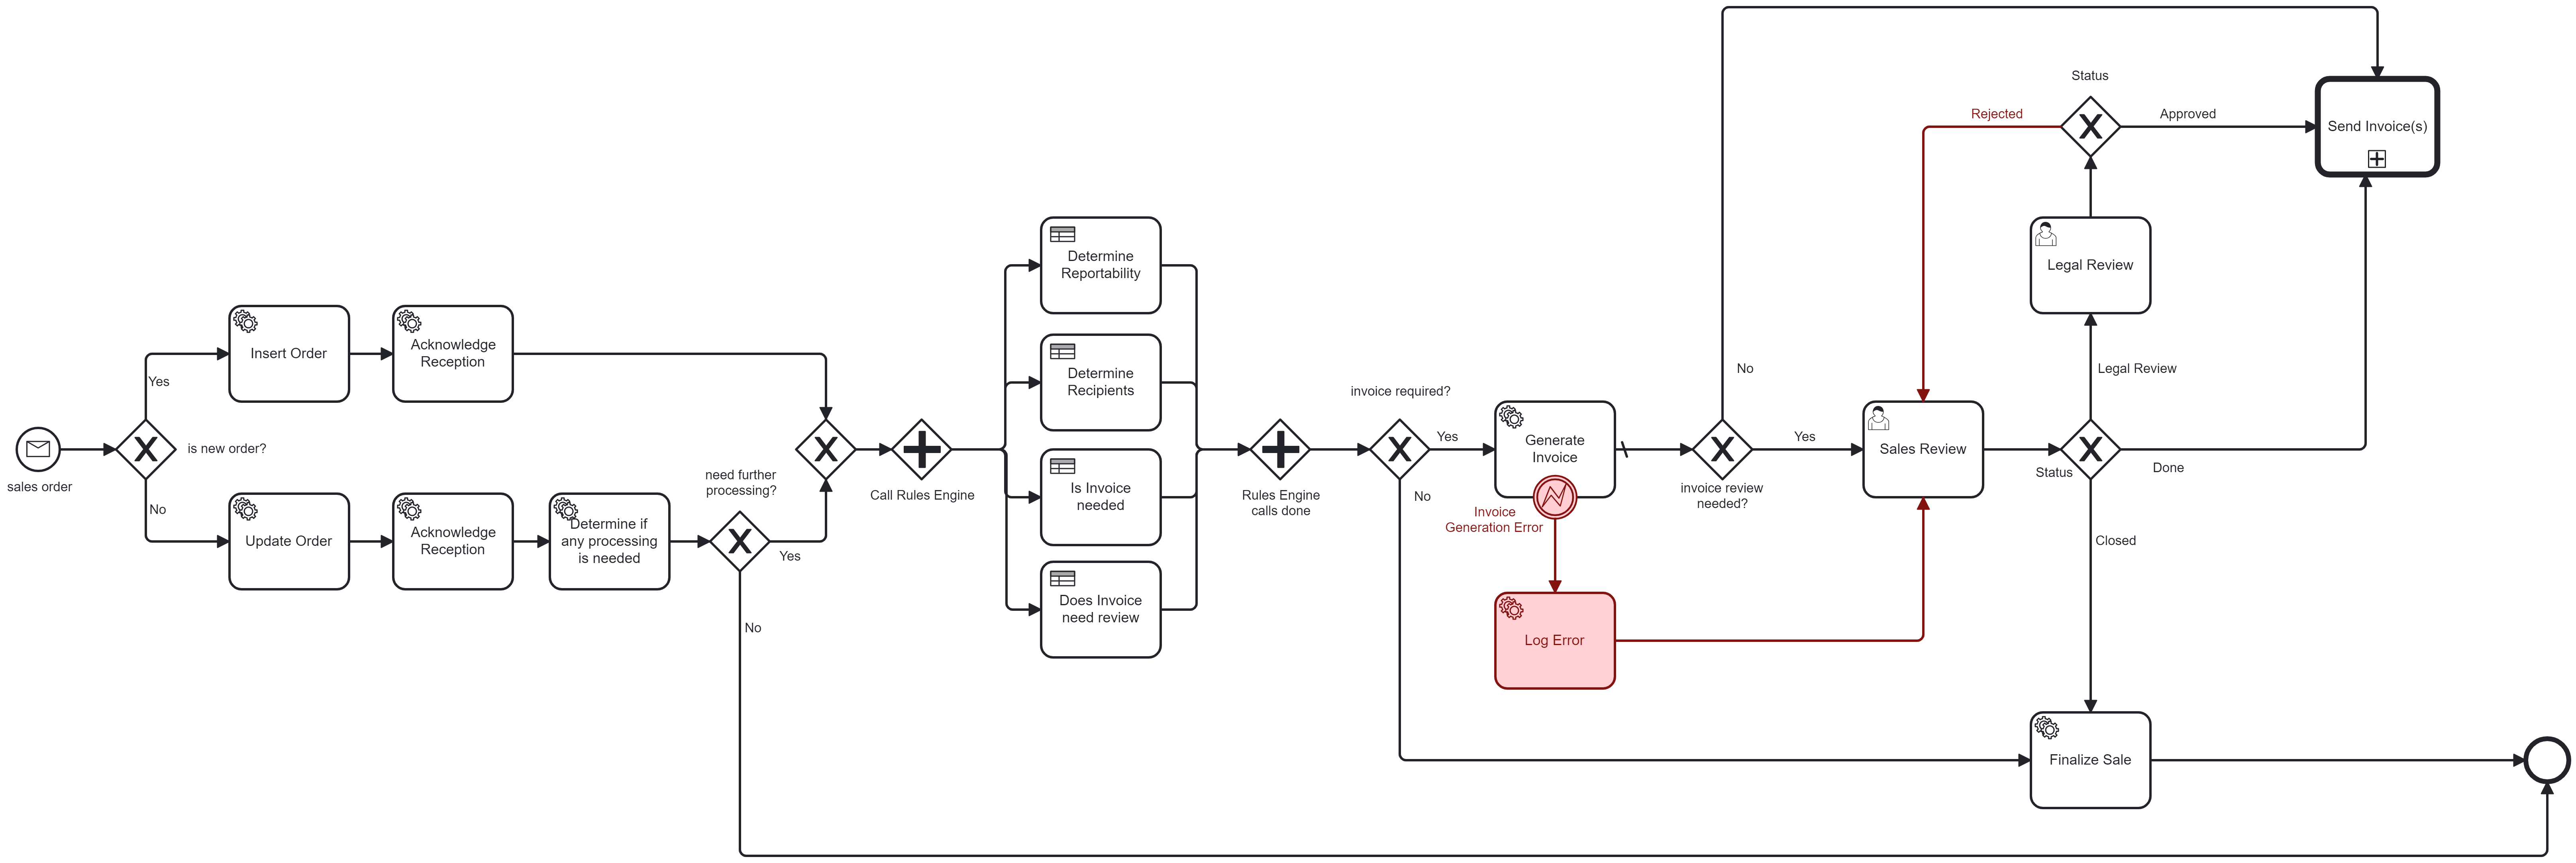 Status
Rejected
Approved
Send Invoice(s)
Determine
Reportability
Legal Review
Insert Order
Acknowledge
Reception
Yes
Determine
Recipients
No
Legal Review
invoice required?
is new order?
sales order
need further
processing?
Call Rules Engine
Is Invoice
needed
Rules Engine
calls done
Yes
No
Generate
Invoice
Invoice
Generation Error
Yes
invoice review
needed?
Sales Review
Status
Done
No
Update Order
Acknowledge
Reception
Determine if
any processing
is needed
Yes
Closed
Does Invoice
need review
No
Log Error
Finalize Sale